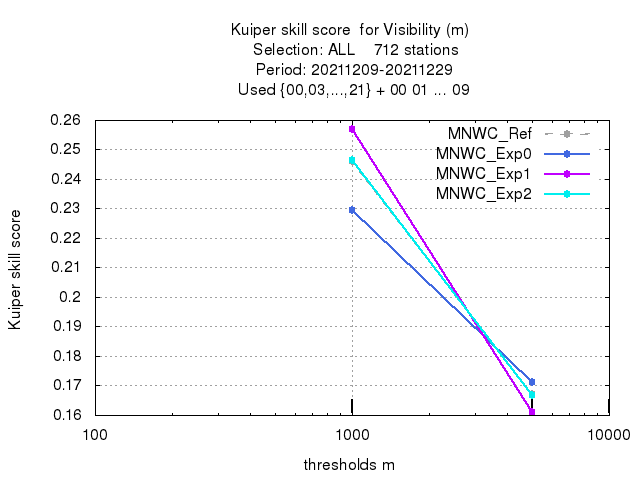 Kuiper skill score  for Visibility (m)
Selection: ALL    712 stations
Period: 20211209-20211229
Used {00,03,...,21} + 00 01 ... 09
0.26
0.25
0.24
0.23
0.22
0.21
0.2
0.19
0.18
0.17
0.16
Kuiper skill score
MNWC_Ref
MNWC_Exp0
MNWC_Exp1
MNWC_Exp2
100
1000
10000
thresholds m